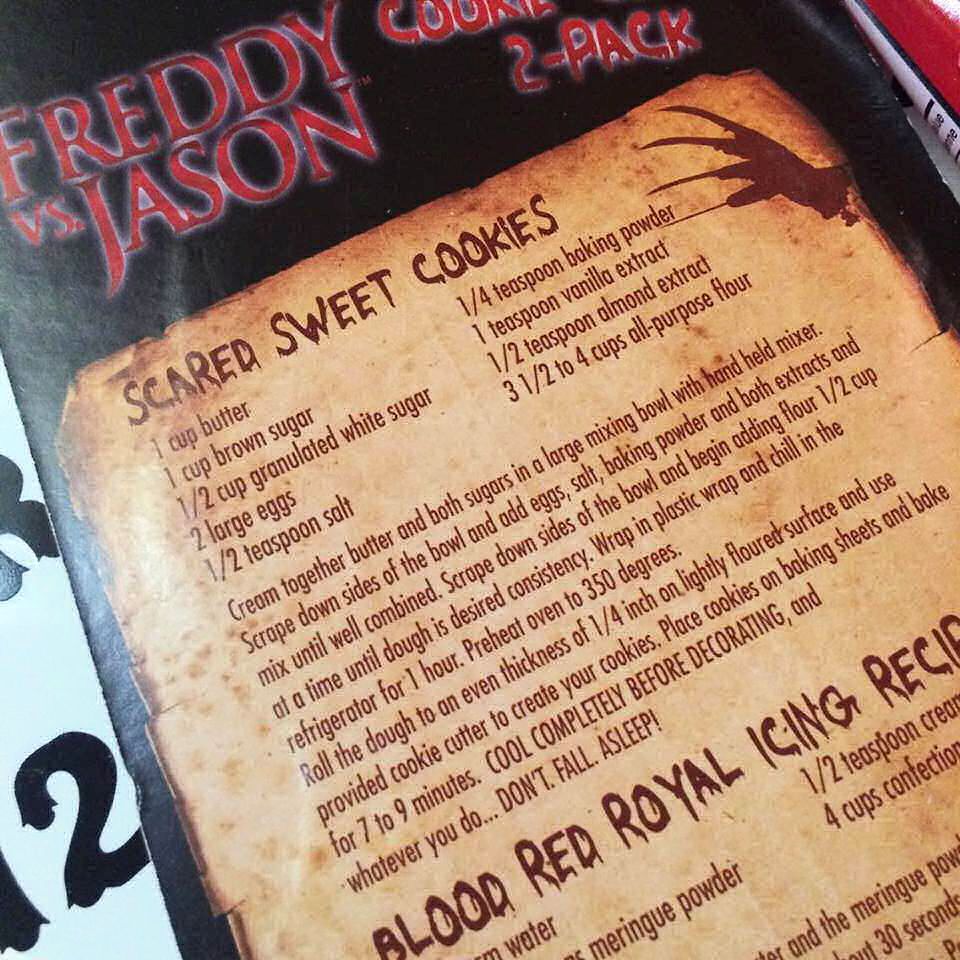 FREDDY
VS. JASON
COOKIE
2-PACK
SCARED SWEET COOKIES
1 cup butter
1 cup brown sugar
1/2 cup granulated white sugar
2 large eggs
1/2 teaspoon salt
1/4 teaspoon baking powder
1 teaspoon vanilla extract
1/2 teaspoon almond extract
3 1/2 to 4 cups all-purpose flour
Cream together butter and both sugars in a large mixing bowl with hand held mixer.
Scrape down sides of the bowl and add eggs, salt, baking powder and both extracts and
mix until well combined. Scrape down sides of the bowl and begin adding flour 1/2 cup
at a time until dough is desired consistency. Wrap in plastic wrap and chill in the
refrigerator for 1 hour. Preheat oven to 350 degrees.
Roll the dough to an even thickness of 1/4 inch on lightly floured surface and use
provided cookie cutter to create your cookies. Place cookies on baking sheets and bake
for 7 to 9 minutes. COOL COMPLETELY BEFORE DECORATING, and
whatever you do... DON'T. FALL. ASLEEP!
BLOOD RED ROYAL ICING
water
meringue powder
1/2 teaspoon
4 cups
and the meringue
30 seconds
12